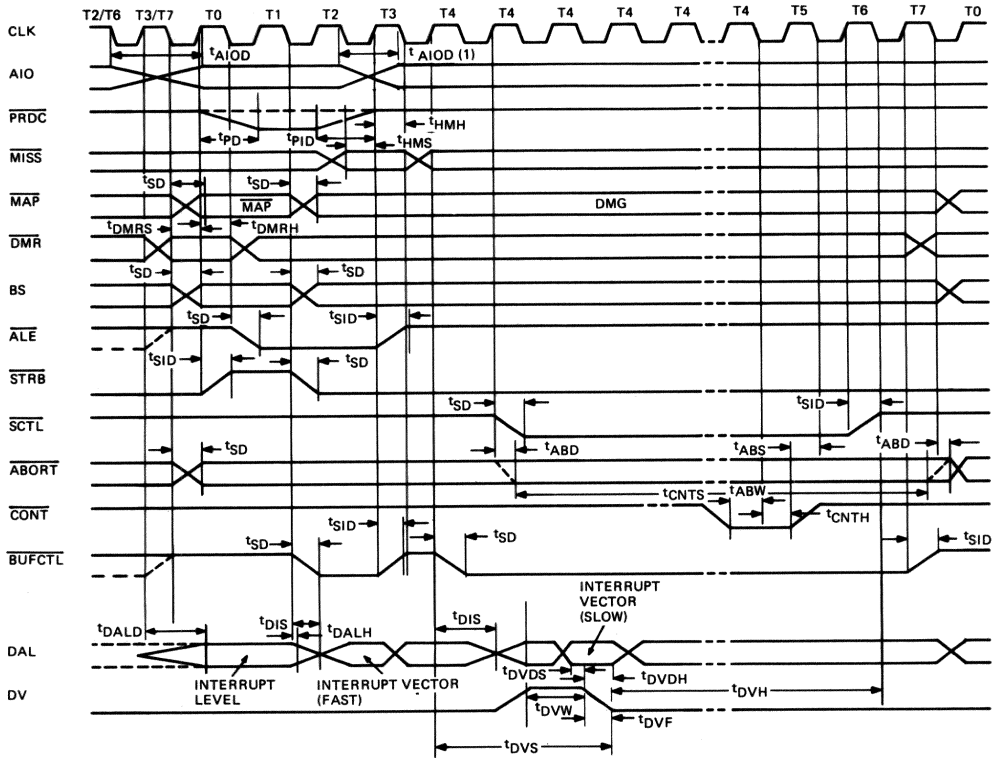 T2/T6 T3/T7 T0 T1 T2 T3 T4 T4 T4 T4 T4 T5 T6 T7 T0
CLK
tAIOD tAIOD (1)
AIO
PRDC
tHMH
tPD tPID tHMS
MISS
tSD tSD
MAP MAP DMG
tDMRS tDMRH
DMR
tSD tSD
BS
tSD tSID
ALE
tSID tSD
STRB
tSD tSID
SCTL
tSD tABD tABS tABD
ABORT
tCNTS tABW
CONT
tCNTH
tSID
tSD tSD tSID
BUFCTL
INTERRUPT
VECTOR
(SLOW)
tDALD tDIS tDALH tDIS
DAL
tDVDS tDVDH
INTERRUPT
LEVEL
INTERRUPT VECTOR
(FAST)
tDVH
DV
tDVW tDVF
tDVS